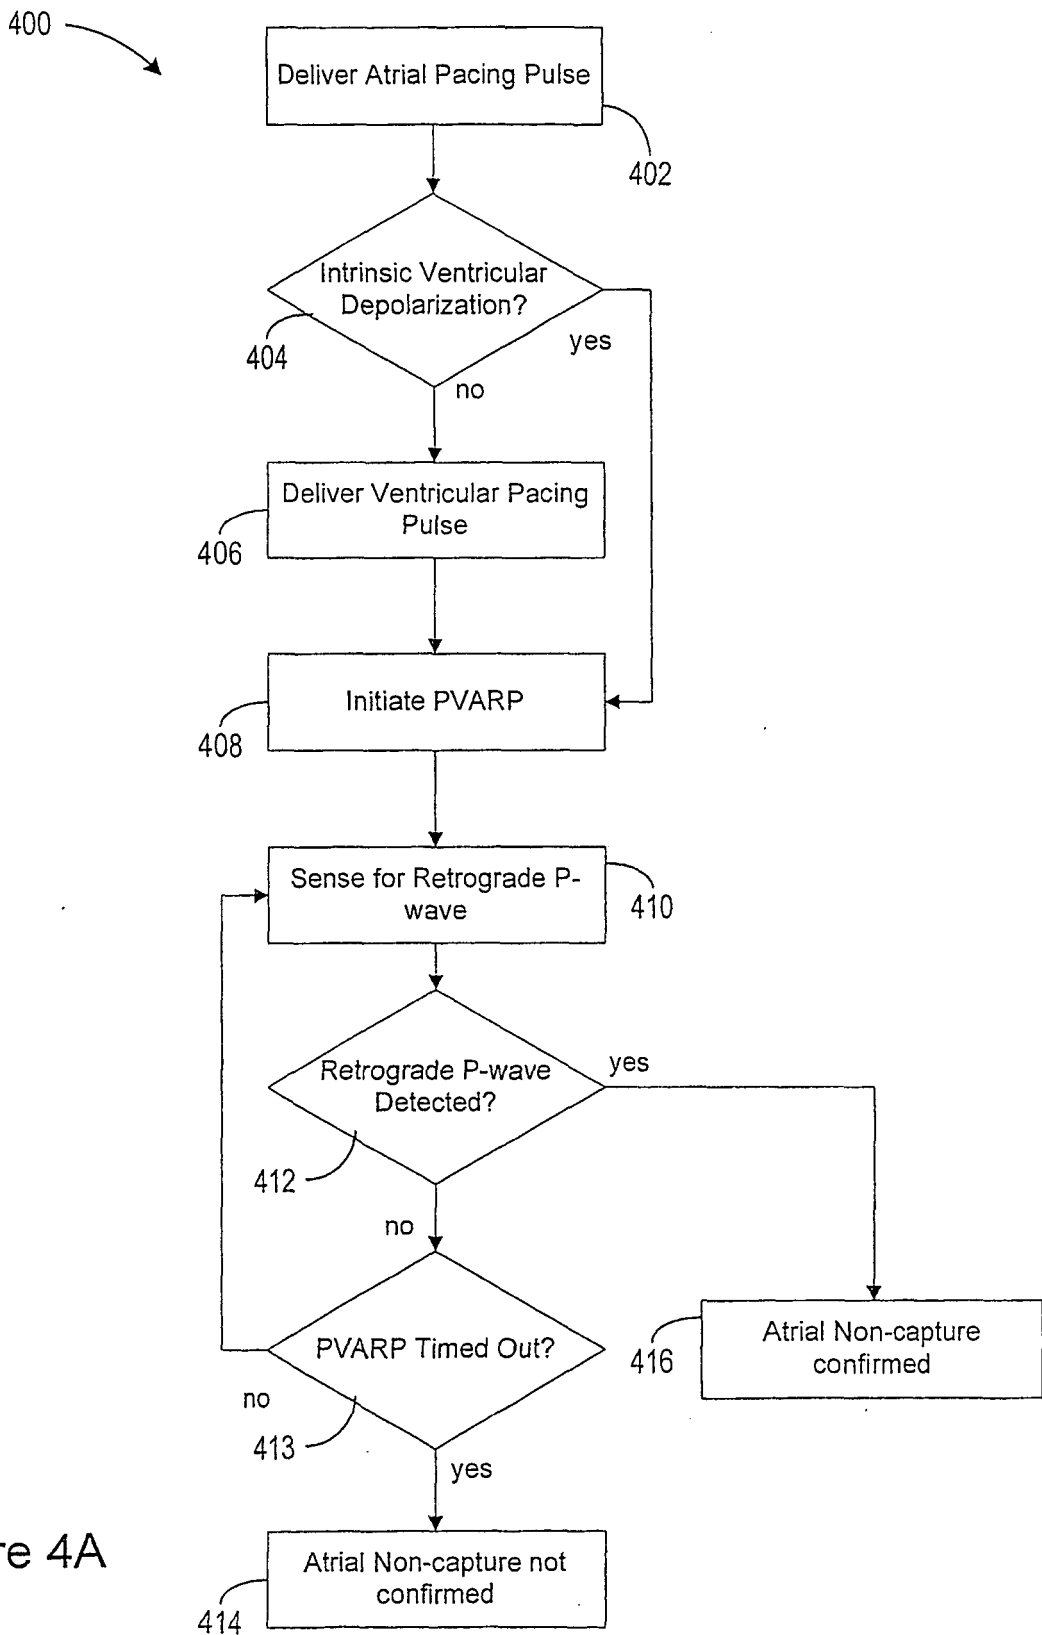 400
Deliver Atrial Pacing Pulse
402
Intrinsic Ventricular
Depolarization?
404
yes
no
Deliver Ventricular Pacing
Pulse
406
Initiate PVARP
408
Sense for Retrograde P-
wave
410
Retrograde P-wave
Detected?
yes
412
no
PVARP Timed Out?
no
413
yes
Atrial Non-capture
confirmed
416
Atrial Non-capture not
confirmed
414
re 4A